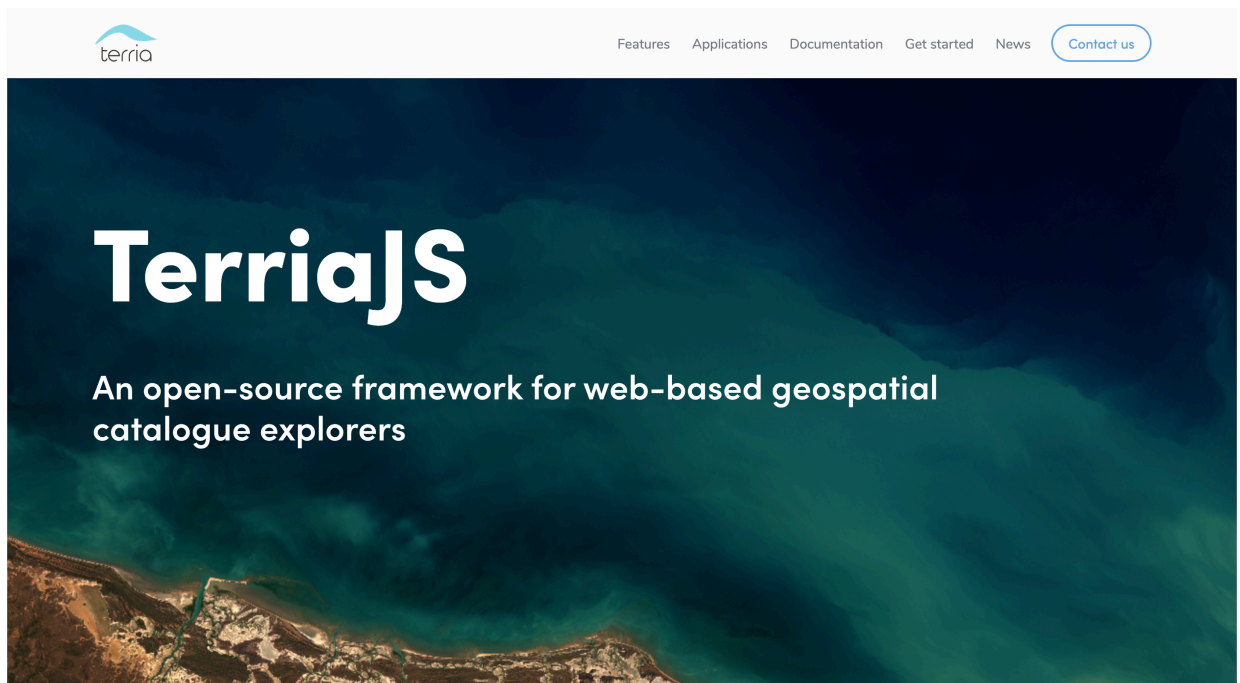 terria
Features Applications Documentation Get started News Contact us
TerriaJS
An open-source framework for web-based geospatial
catalogue explorers